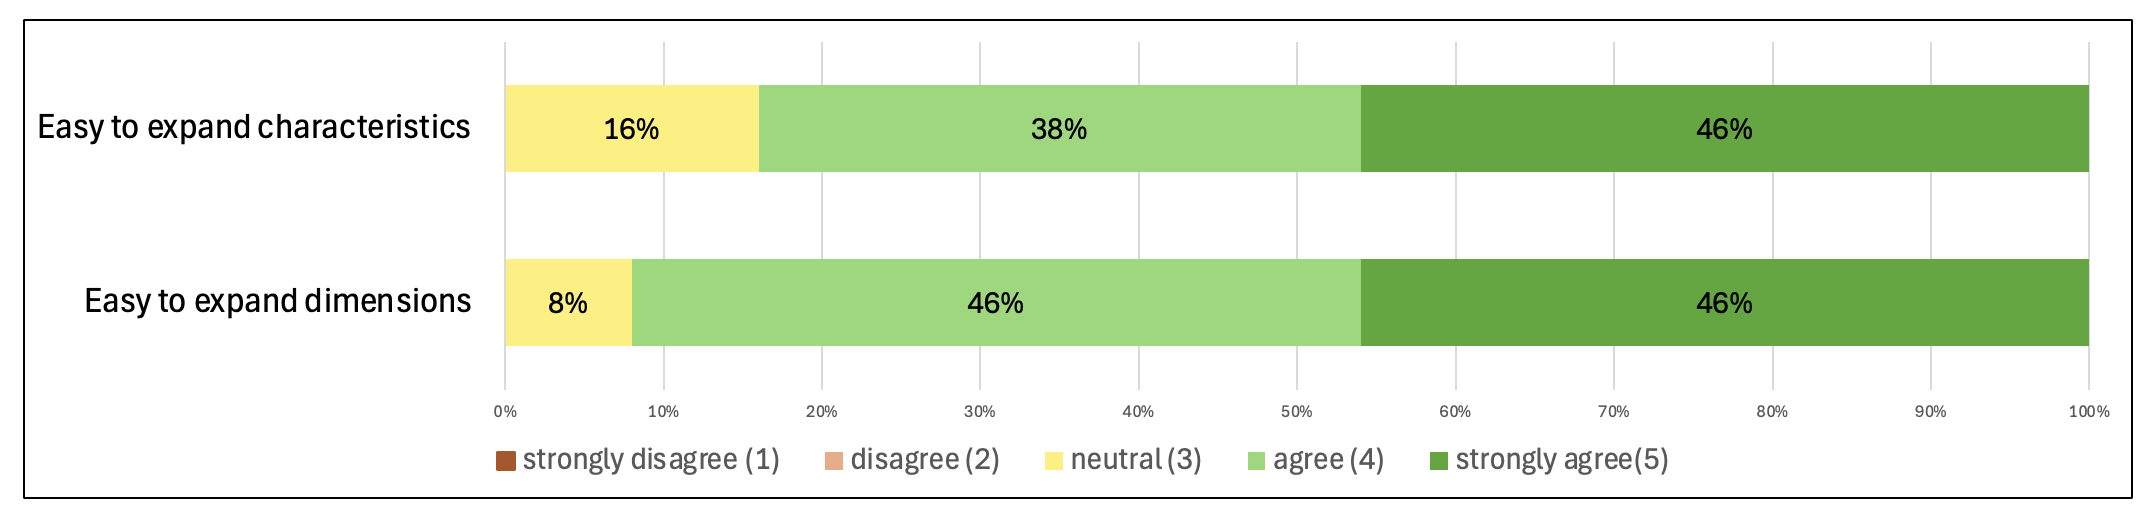 Easy to expand characteristics
16% 38% 46%
Easy to expand dimensions
8% 46% 46%
0% 10% 20% 30% 40% 50% 60% 70% 80% 90% 100%
strongly disagree (1) disagree (2) neutral (3) agree (4) strongly agree(5)